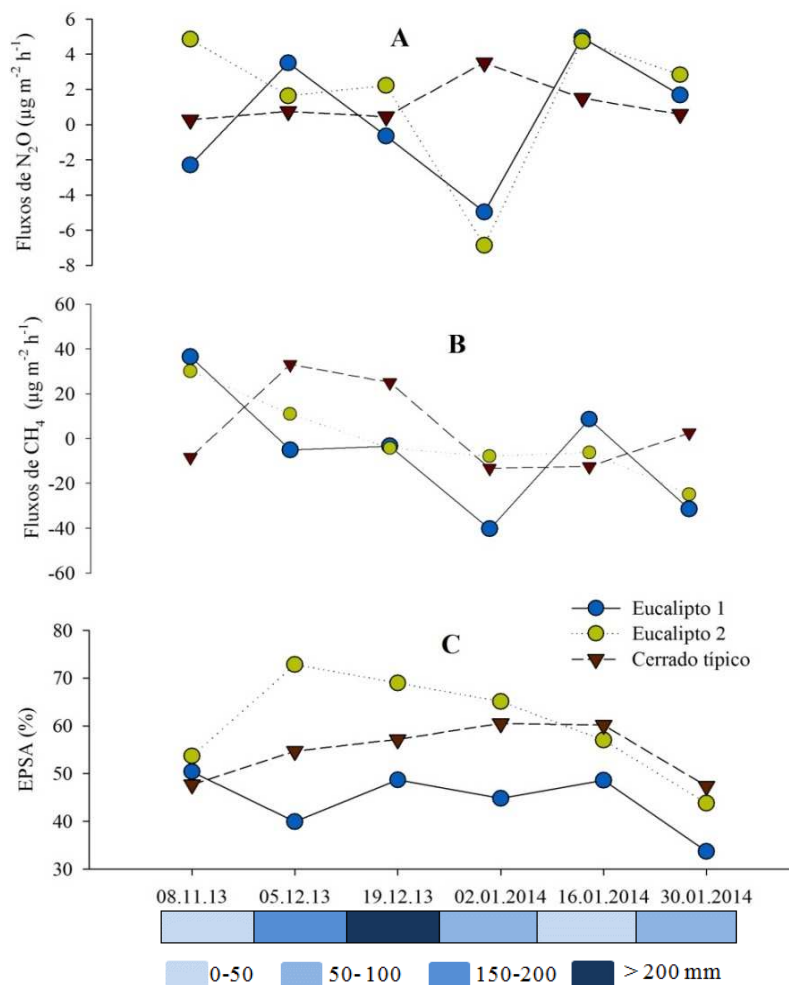 A
6
4
2
0
-2
-4
-6
-8
Fluxos de N₂O (µg m⁻² h⁻¹)
B
60
40
20
0
-20
-40
-60
Fluxos de CH₄ (µg m⁻² h⁻¹)
Eucalipto 1
Eucalipto 2
Cerrado típico
C
80
70
60
50
40
30
EPSA (%)
08.11.13 05.12.13 19.12.13 02.01.2014 16.01.2014 30.01.2014
0-50 50-100 150-200 > 200 mm